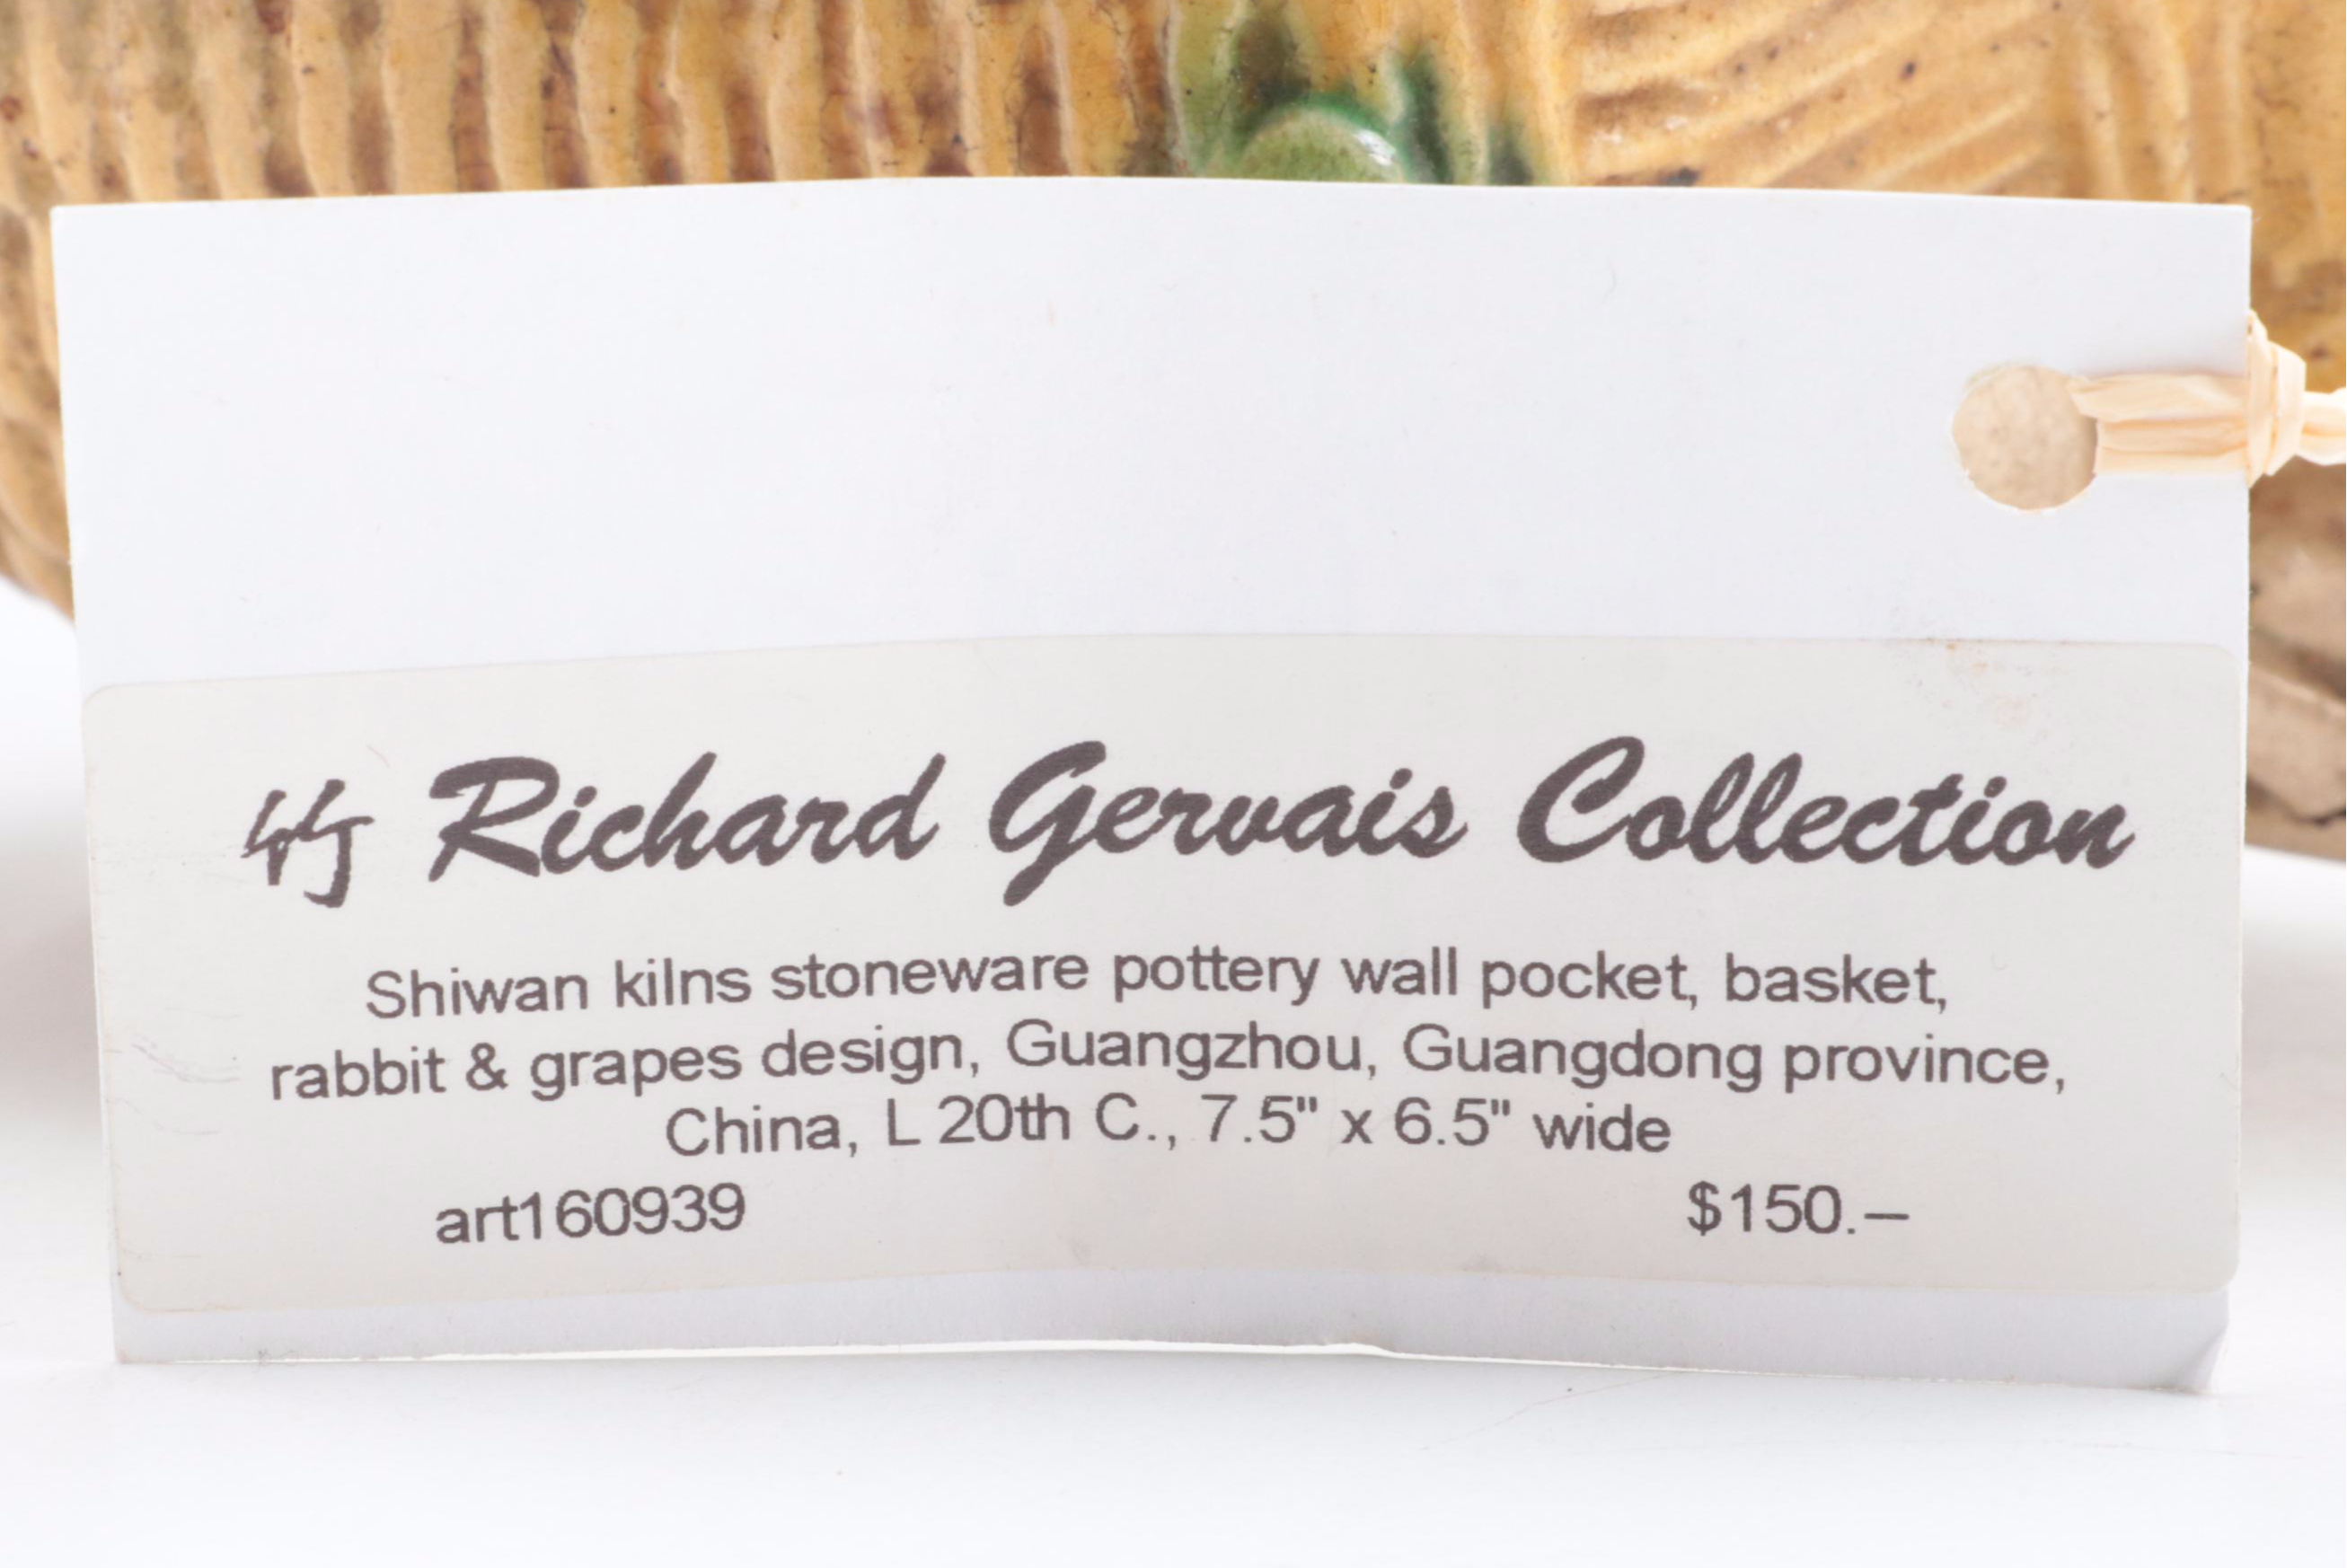 Richard Gervais Collection
Shiwan kilns stoneware pottery wall pocket, basket,
rabbit & grapes design, Guangzhou, Guangdong province,
China, L 20th C., 7.5" x 6.5" wide
art160939 $150.–